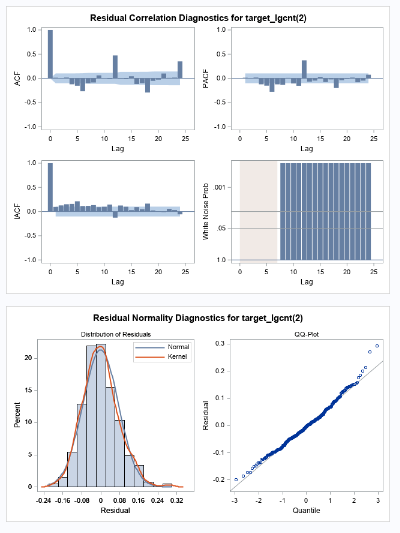 Residual Correlation Diagnostics for target_lgcnt(2)
1.0
0.5
0.0
-0.5
-1.0
ACF
0 5 10 15 20 25
Lag
1.0
0.5
0.0
-0.5
-1.0
PACF
0 5 10 15 20 25
Lag
1.0
0.5
0.0
-0.5
-1.0
IACF
0 5 10 15 20 25
Lag
.001
.05
1.0
White Noise Prob
0 5 10 15 20 25
Lag
Residual Normality Diagnostics for target_lgcnt(2)
Distribution of Residuals
Normal
Kernel
20
15
10
5
0
Percent
-0.24 -0.16 -0.08 0 0.08 0.16 0.24 0.32
Residual
QQ-Plot
0.3
0.2
0.1
0.0
-0.1
-0.2
Residual
-3 -2 -1 0 1 2 3
Quantile